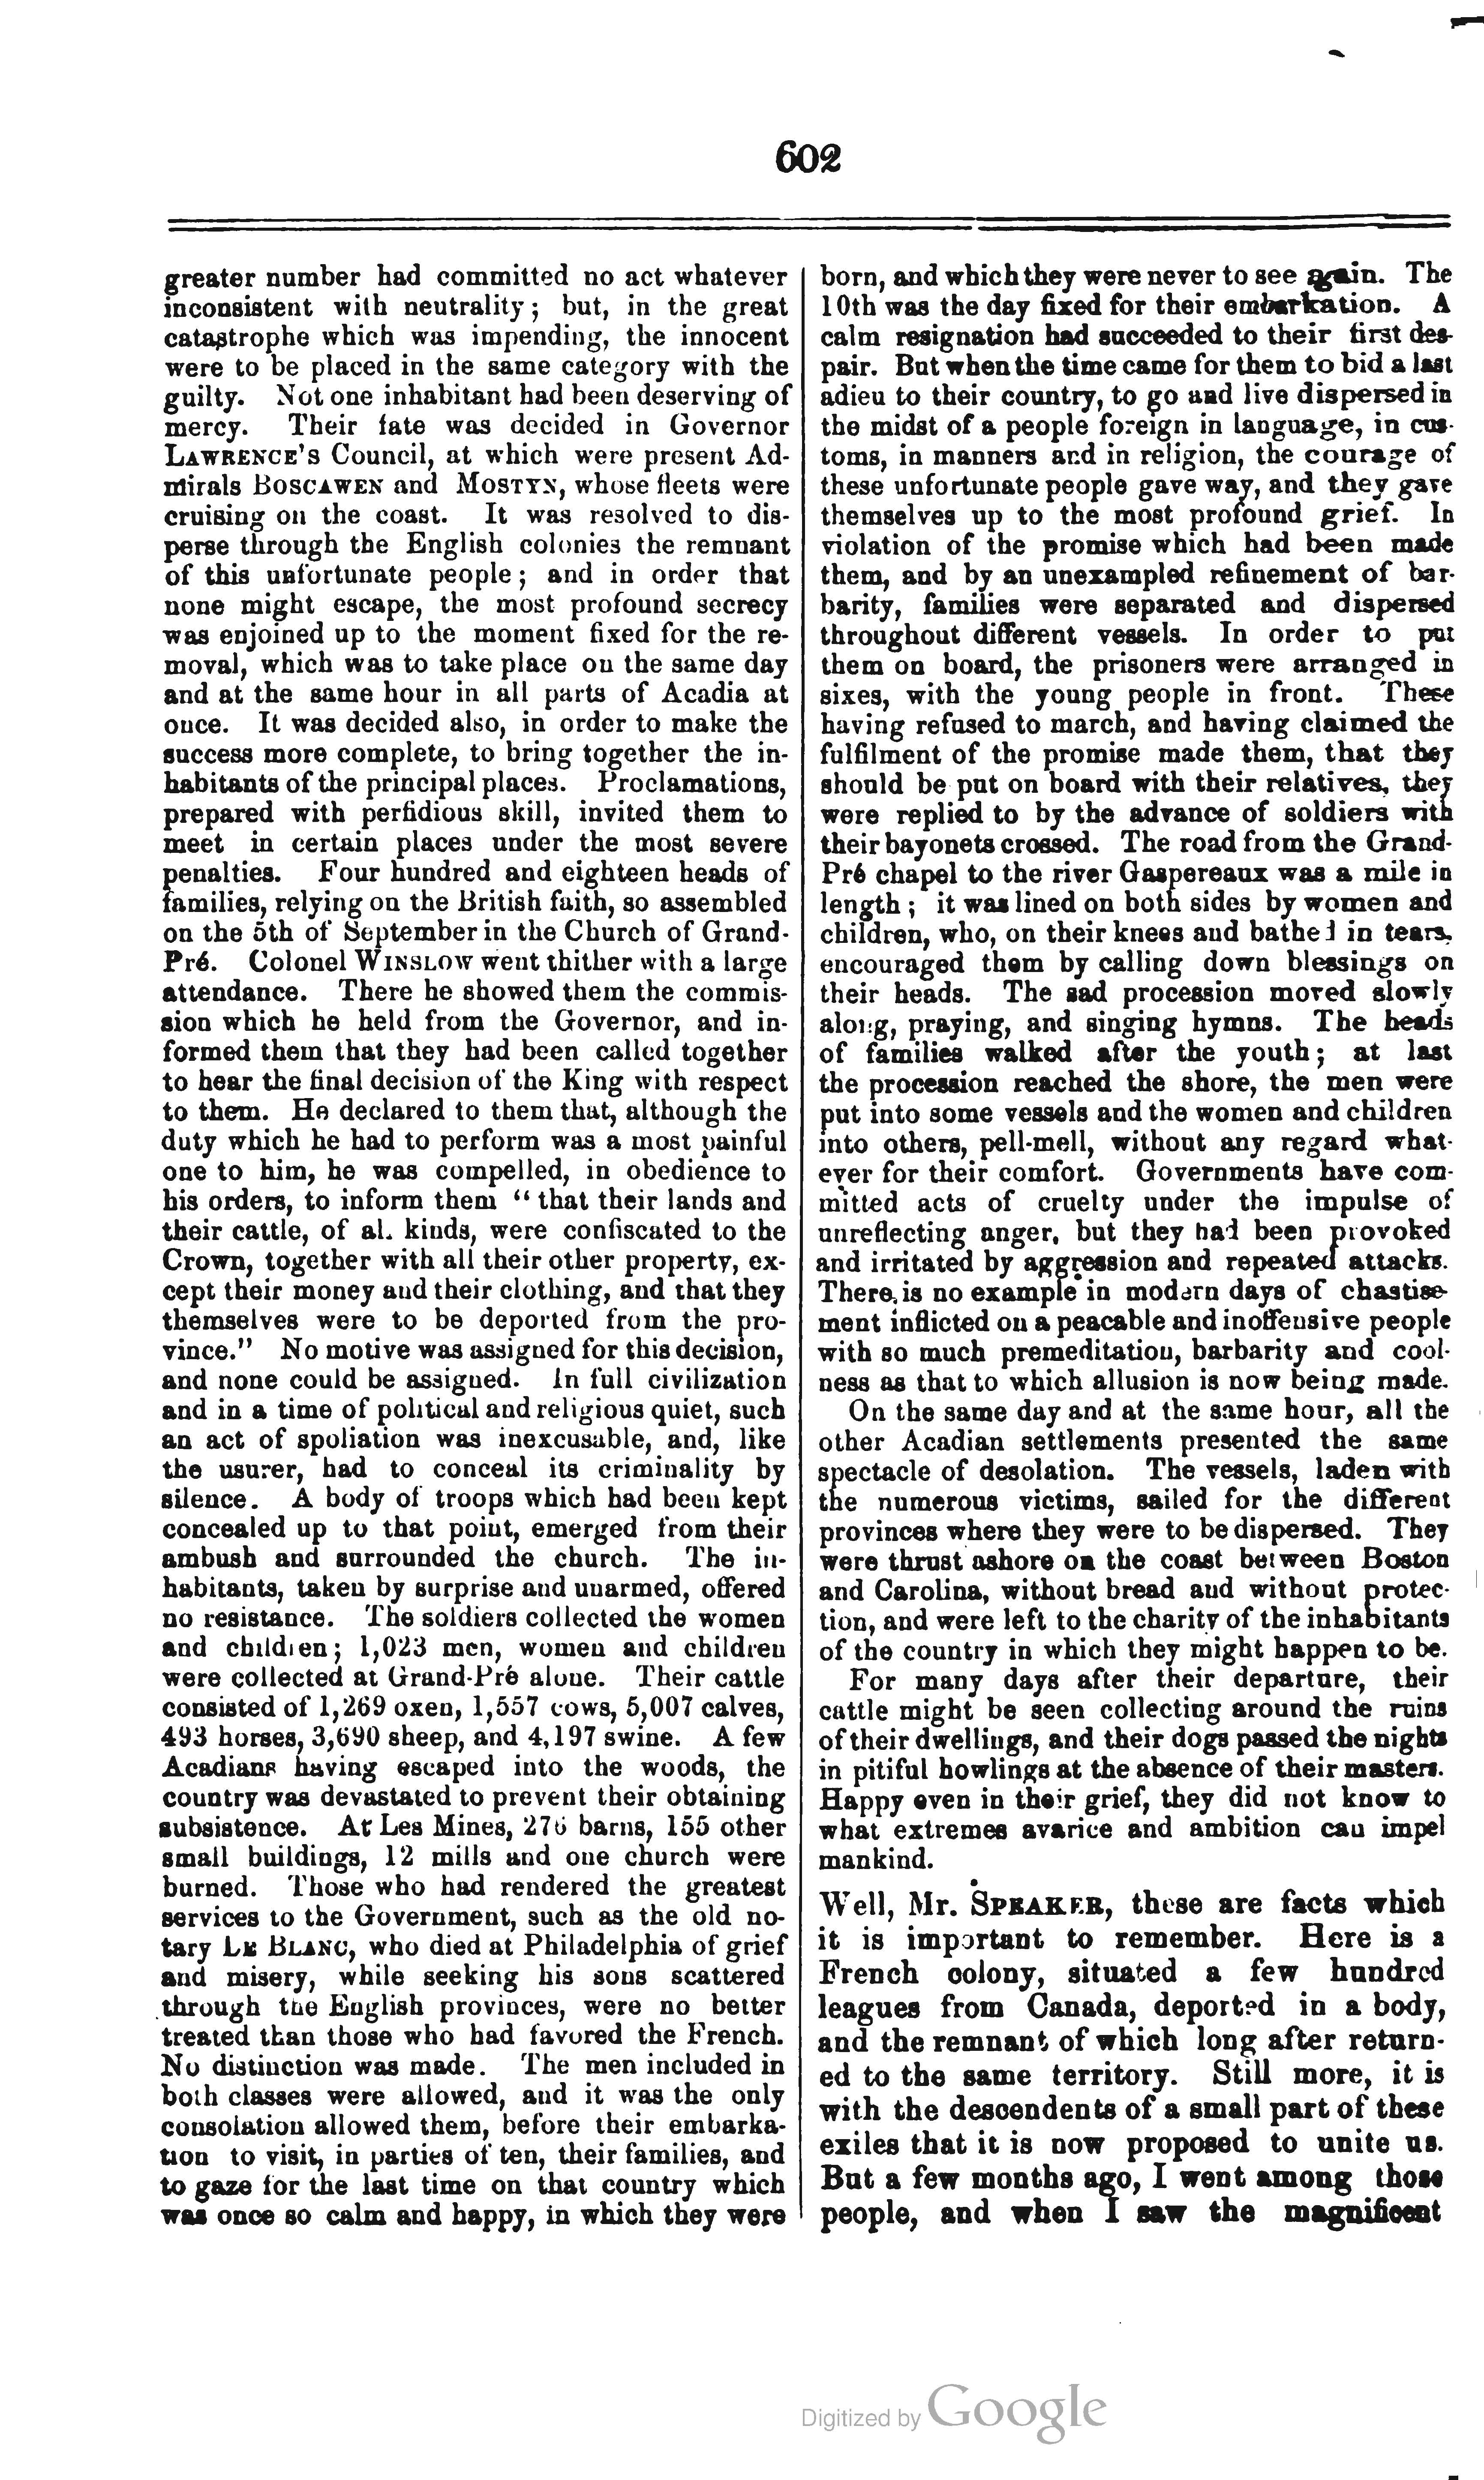 602
greater number had committed no act whatever
inconsistent with neutrality; but, in the great
catastrophe which was impending, the innocent
were to be placed in the same category with the
guilty. Not one inhabitant had been deserving of
mercy. Their fate was decided in Governor
LAWRENCE'S Council, at which were present Ad-
mirals BOSCAWEN and MOSTYN, whose fleets were
cruising on the coast. It was resolved to dis-
perse through the English colonies the remnant
of this unfortunate people; and in order that
none might escape, the most profound secrecy
was enjoined up to the moment fixed for the re-
moval, which was to take place on the same day
and at the same hour in all parts of Acadia at
once. It was decided also, in order to make the
success more complete, to bring together the in-
habitants of the principal places. Proclamations,
prepared with perfidious skill, invited them to
meet in certain places under the most severe
penalties. Four hundred and eighteen heads of
families, relying on the British faith, so assembled
on the 5th of September in the Church of Grand-
Pré. Colonel WINSLOW went thither with a large
attendance. There he showed them the commis-
sion which he held from the Governor, and in-
formed them that they had been called together
to hear the final decision of the King with respect
to them. He declared to them that, although the
duty which he had to perform was a most painful
one to him, he was compelled, in obedience to
his orders, to inform them “ that their lands and
their cattle, of al. kinds, were confiscated to the
Crown, together with all their other property, ex-
cept their money and their clothing, and that they
themselves were to be deported from the pro-
vince.” No motive was assigned for this decision,
and none could be assigned. In full civilization
and in a time of political and religious quiet, such
an act of spoliation was inexcusable, and, like
the usurer, had to conceal its criminality by
silence. A body of troops which had been kept
concealed up to that point, emerged from their
ambush and surrounded the church. The in-
habitants, taken by surprise and unarmed, offered
no resistance. The soldiers collected the women
and children; 1,023 men, women and children
were collected at Grand-Pré alone. Their cattle
consisted of 1,269 oxen, 1,557 cows, 5,007 calves,
493 horses, 3,690 sheep, and 4,197 swine. A few
Acadians having escaped into the woods, the
country was devastated to prevent their obtaining
subsistence. At Les Mines, 276 barns, 155 other
small buildings, 12 mills and one church were
burned. Those who had rendered the greatest
services to the Government, such as the old no-
tary LE BLANC, who died at Philadelphia of grief
and misery, while seeking his sons scattered
through the English provinces, were no better
treated than those who had favored the French.
No distinction was made. The men included in
both classes were allowed, and it was the only
consolation allowed them, before their embarka-
tion to visit, in parties of ten, their families, and
to gaze for the last time on that country which
was once so calm and happy, in which they were
born, and which they were never to see again. The
10th was the day fixed for their embarkation. A
calm resignation had succeeded to their first des-
pair. But when the time came for them to bid a last
adieu to their country, to go and live dispersed in
the midst of a people foreign in language, in cus-
toms, in manners and in religion, the courage of
these unfortunate people gave way, and they gave
themselves up to the most profound grief. In
violation of the promise which had been made
them, and by an unexampled refinement of bar-
barity, families were separated and dispersed
throughout different vessels. In order to put
them on board, the prisoners were arranged in
sixes, with the young people in front. These
having refused to march, and having claimed the
fulfilment of the promise made them, that they
should be put on board with their relatives, they
were replied to by the advance of soldiers with
their bayonets crossed. The road from the Grand-
Pré chapel to the river Gaspereaux was a mile in
length; it was lined on both sides by women and
children, who, on their knees and bathed in tears,
encouraged them by calling down blessings on
their heads. The sad procession moved slowly
along, praying, and singing hymns. The heads
of families walked after the youth; at last
the procession reached the shore, the men were
put into some vessels and the women and children
into others, pell-mell, without any regard what-
ever for their comfort. Governments have com-
mitted acts of cruelty under the impulse of
unreflecting anger, but they had been provoked
and irritated by aggression and repeated attacks.
There is no example in modern days of chastise-
ment inflicted on a peacable and inoffensive people
with so much premeditation, barbarity and cool-
ness as that to which allusion is now being made.
On the same day and at the same hour, all the
other Acadian settlements presented the same
spectacle of desolation. The vessels, laden with
the numerous victims, sailed for the different
provinces where they were to be dispersed. They
were thrust ashore on the coast between Boston
and Carolina, without bread and without protec-
tion, and were left to the charity of the inhabitants
of the country in which they might happen to be.
For many days after their departure, their
cattle might be seen collecting around the ruins
of their dwellings, and their dogs passed the nights
in pitiful howlings at the absence of their masters.
Happy even in their grief, they did not know to
what extremes avarice and ambition can impel
mankind.
Well, Mr. SPEAKER, these are facts which
it is important to remember. Here is a
French colony, situated a few hundred
leagues from Canada, deported in a body,
and the remnant of which long after return-
ed to the same territory. Still more, it is
with the descendents of a small part of these
exiles that it is now proposed to unite us.
But a few months ago, I went among those
people, and when I saw the magnificent
Digitized by Google